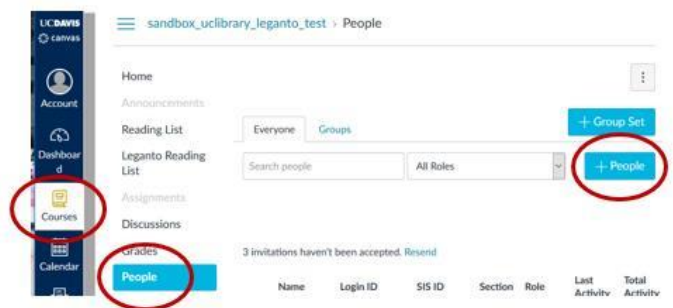 UCDAVIS
canvas
Account
Dashboar
d
Courses
Calendar
sandbox_uclibrary_leganto_test › People
Home
Announcements
Reading List
Leganto Reading
List
Assignments
Discussions
Grades
People
+ Group Set
Everyone Groups
Search people All Roles + People
3 invitations haven't been accepted. Resend
Name Login ID SIS ID Section Role Last Total
Activity Activity